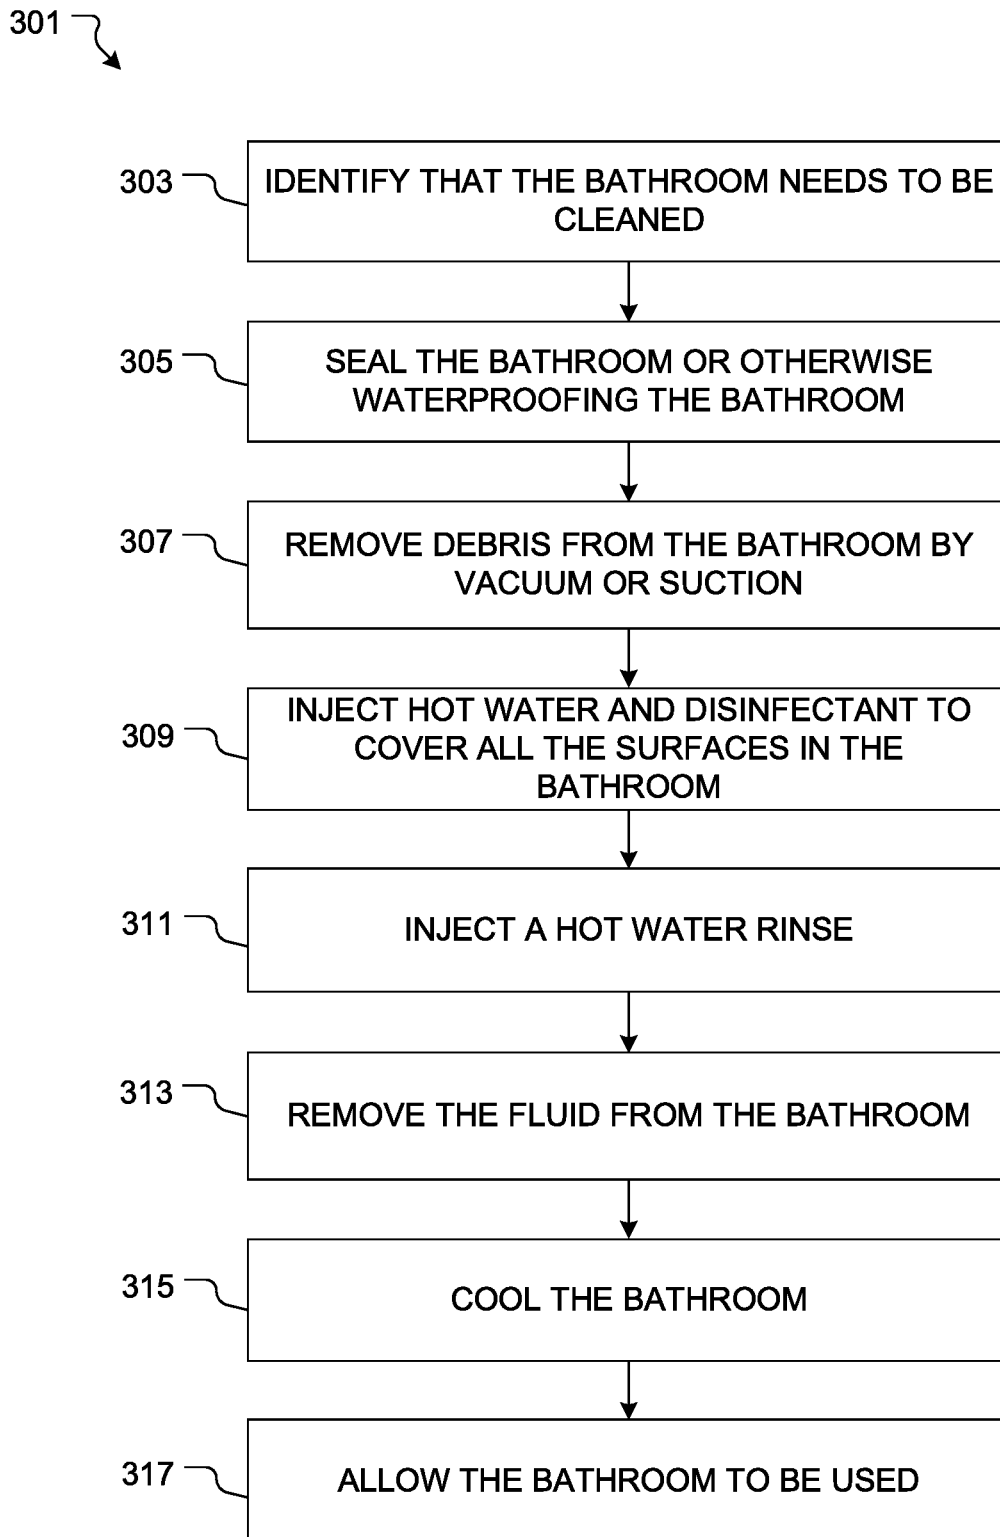 301
303
IDENTIFY THAT THE BATHROOM NEEDS TO BE
CLEANED
305
SEAL THE BATHROOM OR OTHERWISE
WATERPROOFING THE BATHROOM
307
REMOVE DEBRIS FROM THE BATHROOM BY
VACUUM OR SUCTION
309
INJECT HOT WATER AND DISINFECTANT TO
COVER ALL THE SURFACES IN THE
BATHROOM
311
INJECT A HOT WATER RINSE
313
REMOVE THE FLUID FROM THE BATHROOM
315
COOL THE BATHROOM
317
ALLOW THE BATHROOM TO BE USED